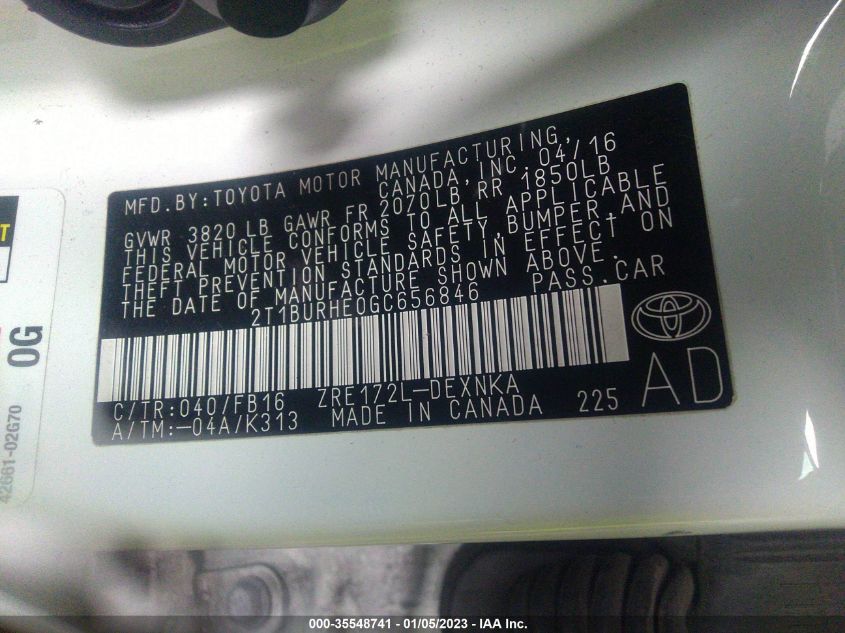 MFD.BY:TOYOTA MOTOR MANUFACTURING,
CANADA,INC. 04/16
GVWR 3820 LB GAWR FR 2070LB RR 1850LB
THIS VEHICLE CONFORMS TO ALL APPLICABLE
FEDERAL MOTOR VEHICLE SAFETY,BUMPER,AND
THEFT PREVENTION STANDARDS IN EFFECT ON
THE DATE OF MANUFACTURE SHOWN ABOVE.
2T1BURHE0GC656846 PASS.CAR
C/TR:040/FB16 ZRE172L-DEXNKA
A/TM:-04A/K313 MADE IN CANADA 225
AD
0G
42661-02G70
000-35548741 - 01/05/2023 - IAA Inc.